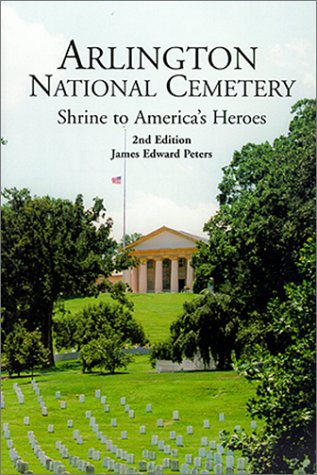 ARLINGTON
NATIONAL CEMETERY
Shrine to America's Heroes
2nd Edition
James Edward Peters